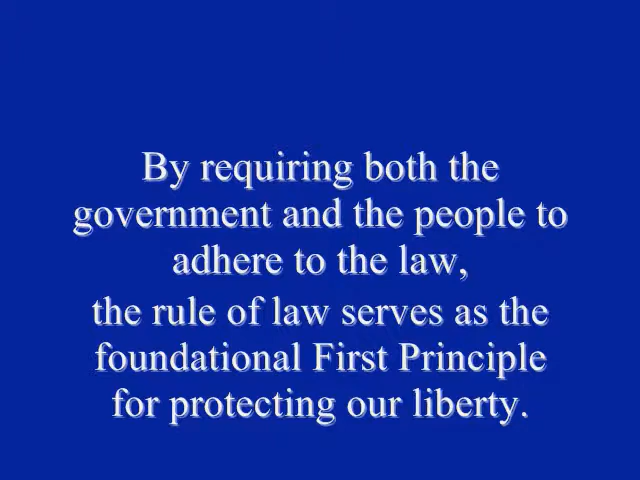 By requiring both the
government and the people to
adhere to the law,
the rule of law serves as the
foundational First Principle
for protecting our liberty.